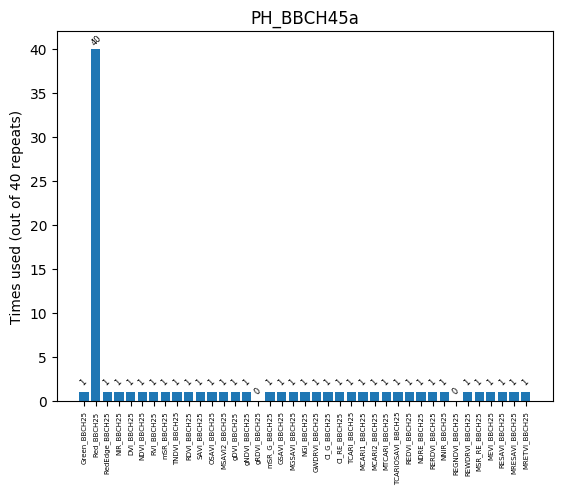 PH_BBCH45a
Times used (out of 40 repeats)
40
35
30
25
20
15
10
5
0
1 40 1 1 1 1 1 1 1 1 1 1 1 1 1 0 1 1 1 1 1 1 1 1 1 1 1 1 1 1 1 1 0 1 1 1 1 1 1
Green_BBCH25
Red_BBCH25
RedEdge_BBCH25
NIR_BBCH25
DVI_BBCH25
NDVI_BBCH25
RVI_BBCH25
mSR_BBCH25
TNDVI_BBCH25
RDVI_BBCH25
SAVI_BBCH25
OSAVI_BBCH25
MSAVI2_BBCH25
gDVI_BBCH25
gNDVI_BBCH25
gRDVI_BBCH25
mSR_G_BBCH25
GSAVI_BBCH25
MGSAVI_BBCH25
NGI_BBCH25
GWDRVI_BBCH25
CI_G_BBCH25
CI_RE_BBCH25
TCARI_BBCH25
MCARI1_BBCH25
MCARI2_BBCH25
MTCARI_BBCH25
TCARIOSAVI_BBCH25
REDVI_BBCH25
NDRE_BBCH25
RERDVI_BBCH25
NNIR_BBCH25
REGNDVI_BBCH25
REWDRVI_BBCH25
MSR_RE_BBCH25
MEVI_BBCH25
RESAVI_BBCH25
MRESAVI_BBCH25
MRETVI_BBCH25